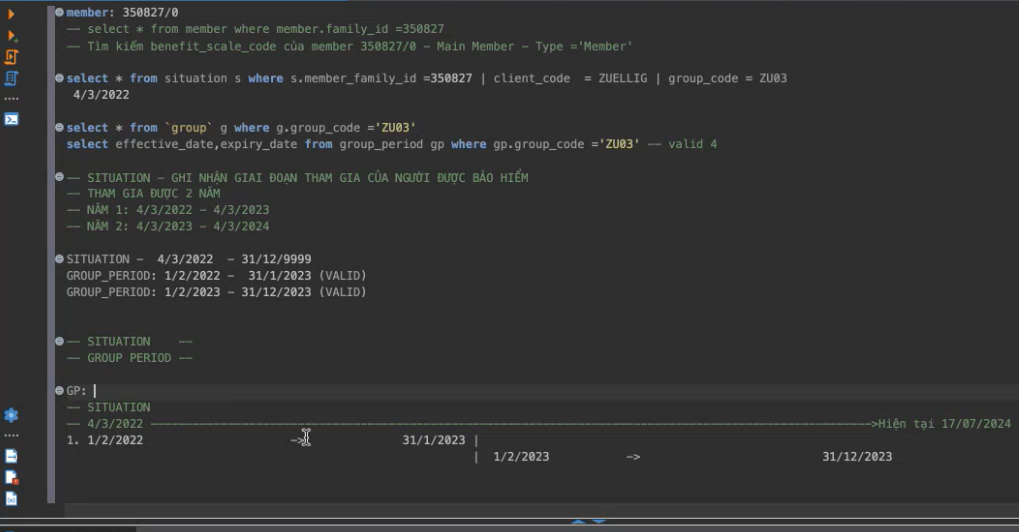 member: 350827/0
-- select * from member where member.family_id =350827
-- Tìm kiếm benefit_scale_code của member 350827/0 - Main Member - Type ='Member'
select * from situation s where s.member_family_id =350827 | client_code  = ZUELLIG | group_code = ZU03
4/3/2022
select * from `group` g where g.group_code ='ZU03'
select effective_date,expiry_date from group_period gp where gp.group_code ='ZU03' -- valid 4
-- SITUATION - GHI NHẬN GIAI ĐOẠN THAM GIA CỦA NGƯỜI ĐƯỢC BẢO HIỂM
-- THAM GIA ĐƯỢC 2 NĂM
-- NĂM 1: 4/3/2022 - 4/3/2023
-- NĂM 2: 4/3/2023 - 4/3/2024
SITUATION -  4/3/2022  - 31/12/9999
GROUP_PERIOD: 1/2/2022 -  31/1/2023 (VALID)
GROUP_PERIOD: 1/2/2023 - 31/12/2023 (VALID)
-- SITUATION    --
-- GROUP PERIOD --
GP:
-- SITUATION
-- 4/3/2022 ------------------------------------------------------------>Hiện tại 17/07/2024
1. 1/2/2022 -> 31/1/2023 |
| 1/2/2023 -> 31/12/2023